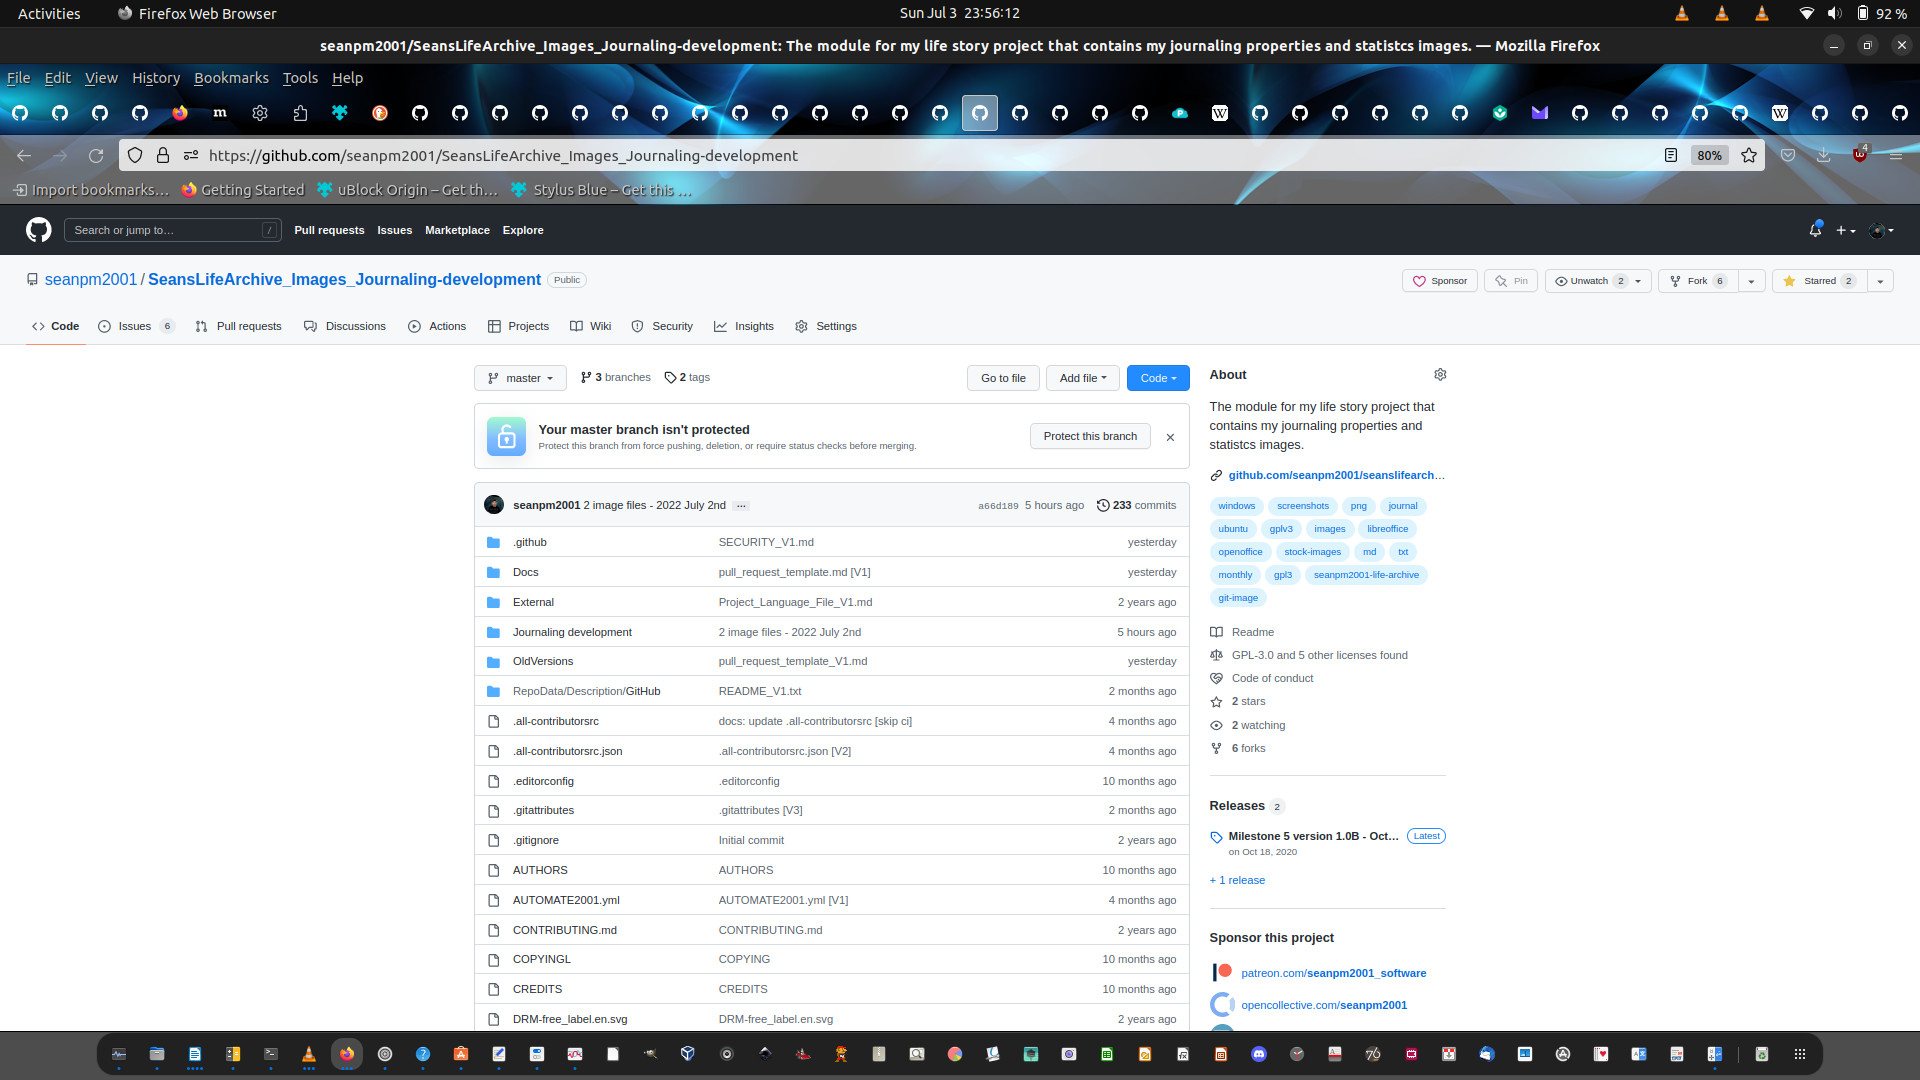 Activities Firefox Web Browser Sun Jul 3 23:56:12 92 %
seanpm2001/SeansLifeArchive_Images_Journaling-development: The module for my life story project that contains my journaling properties and statistcs images. — Mozilla Firefox
File Edit View History Bookmarks Tools Help
https://github.com/seanpm2001/SeansLifeArchive_Images_Journaling-development 80% 4
Import bookmarks… Getting Started uBlock Origin – Get th… Stylus Blue – Get this …
Search or jump to… / Pull requests Issues Marketplace Explore
seanpm2001 / SeansLifeArchive_Images_Journaling-development Public Sponsor Pin Unwatch 2 Fork 6 Starred 2
Code Issues 6 Pull requests Discussions Actions Projects Wiki Security Insights Settings
master 3 branches 2 tags Go to file Add file Code
Your master branch isn't protected
Protect this branch from force pushing, deletion, or require status checks before merging.
Protect this branch
seanpm2001 2 image files - 2022 July 2nd ... a66d189 5 hours ago 233 commits
.github SECURITY_V1.md yesterday
Docs pull_request_template.md [V1] yesterday
External Project_Language_File_V1.md 2 years ago
Journaling development 2 image files - 2022 July 2nd 5 hours ago
OldVersions pull_request_template_V1.md yesterday
RepoData/Description/GitHub README_V1.txt 2 months ago
.all-contributorsrc docs: update .all-contributorsrc [skip ci] 4 months ago
.all-contributorsrc.json .all-contributorsrc.json [V2] 4 months ago
.editorconfig .editorconfig 10 months ago
.gitattributes .gitattributes [V3] 2 months ago
.gitignore Initial commit 2 years ago
AUTHORS AUTHORS 10 months ago
AUTOMATE2001.yml AUTOMATE2001.yml [V1] 4 months ago
CONTRIBUTING.md CONTRIBUTING.md 2 years ago
COPYINGL COPYING 10 months ago
CREDITS CREDITS 10 months ago
DRM-free_label.en.svg DRM-free_label.en.svg 2 years ago
About
The module for my life story project that
contains my journaling properties and
statistcs images.
github.com/seanpm2001/seanslifearch…
windows screenshots png journal
ubuntu gplv3 images libreoffice
openoffice stock-images md txt
monthly gpl3 seanpm2001-life-archive
git-image
Readme
GPL-3.0 and 5 other licenses found
Code of conduct
2 stars
2 watching
6 forks
Releases 2
Milestone 5 version 1.0B - Oct… Latest
on Oct 18, 2020
+ 1 release
Sponsor this project
patreon.com/seanpm2001_software
opencollective.com/seanpm2001